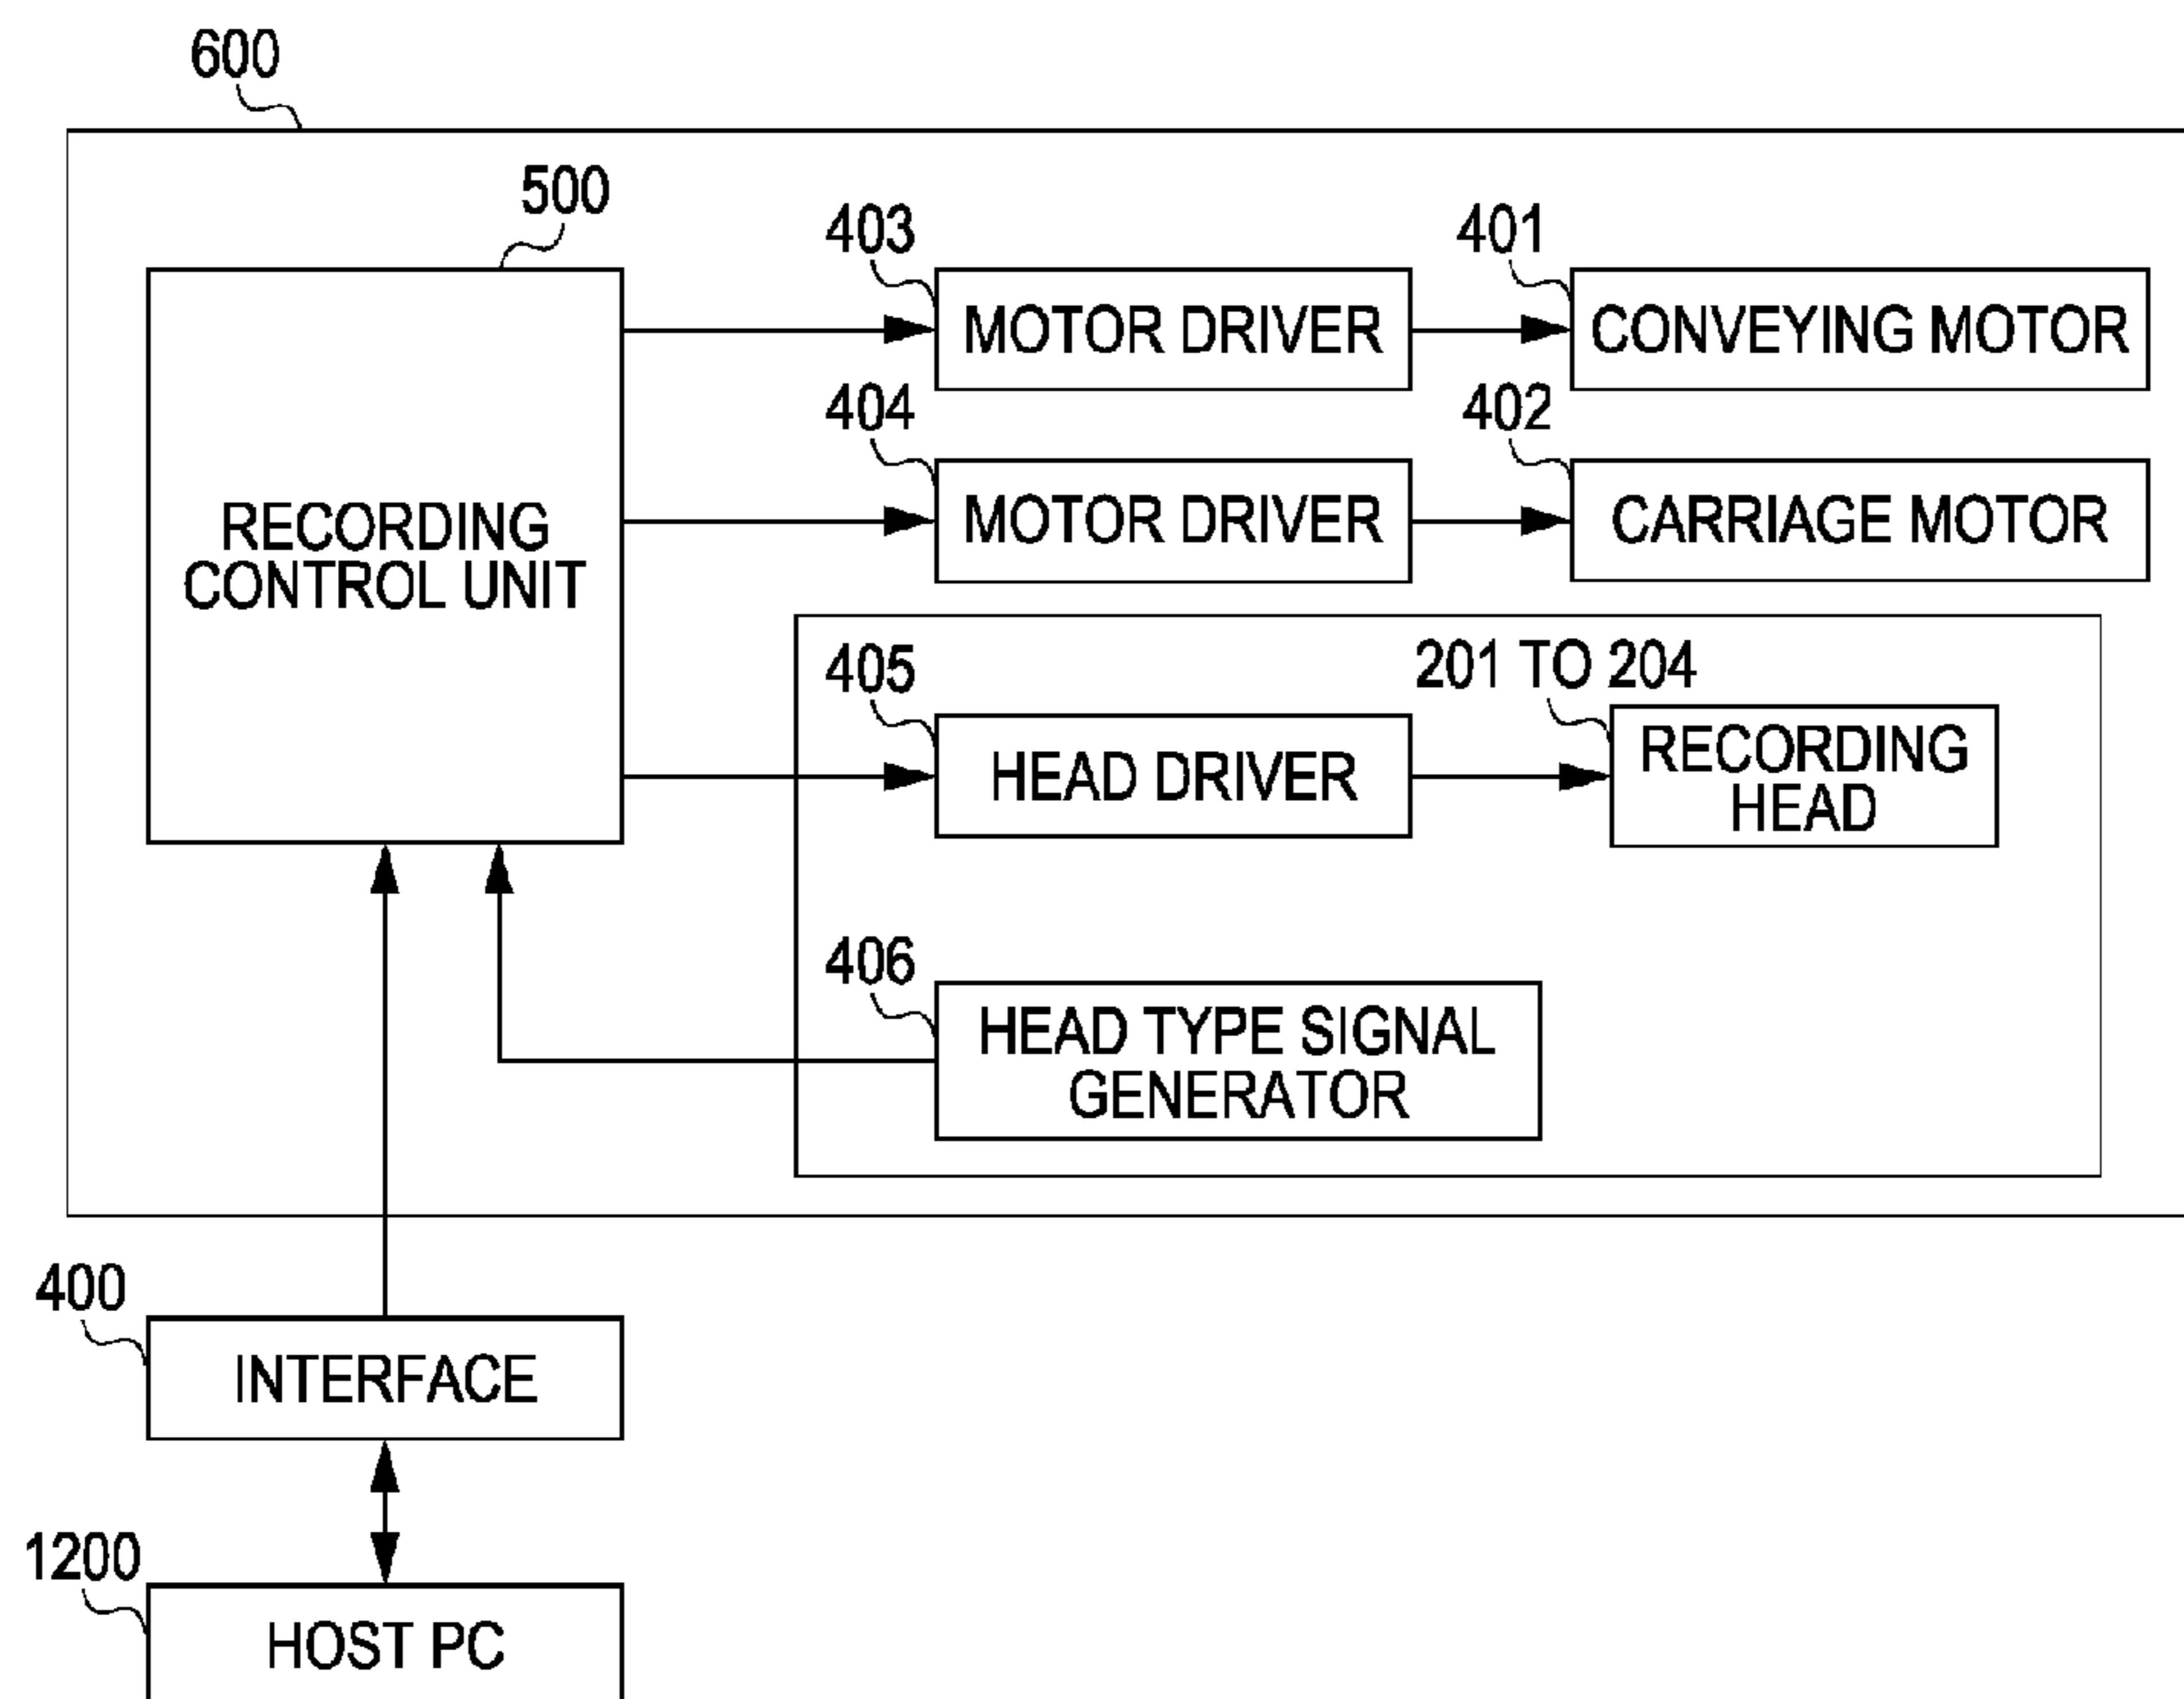 600
500
403
401
MOTOR DRIVER
CONVEYING MOTOR
404
402
MOTOR DRIVER
CARRIAGE MOTOR
RECORDING
CONTROL UNIT
405
201 TO 204
HEAD DRIVER
RECORDING
HEAD
406
HEAD TYPE SIGNAL
GENERATOR
400
INTERFACE
1200
HOST PC